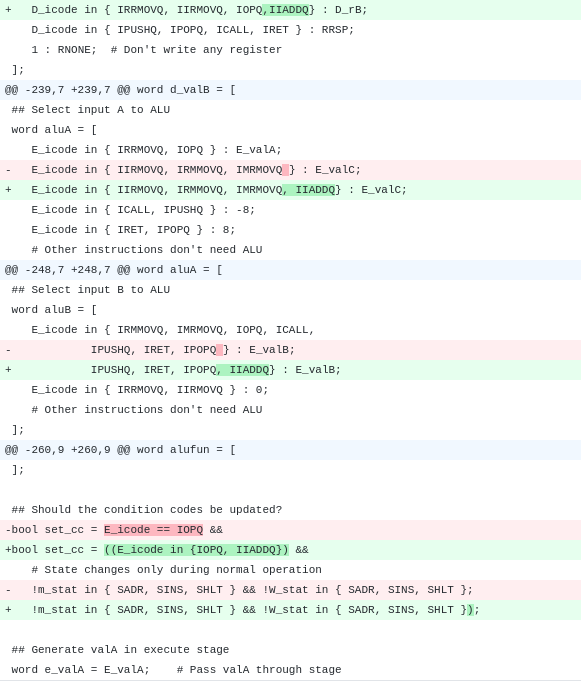 +   D_icode in { IRRMOVQ, IIRMOVQ, IOPQ,IIADDQ} : D_rB;
    D_icode in { IPUSHQ, IPOPQ, ICALL, IRET } : RRSP;
    1 : RNONE;  # Don't write any register
 ];
@@ -239,7 +239,7 @@ word d_valB = [
 ## Select input A to ALU
 word aluA = [
    E_icode in { IRRMOVQ, IOPQ } : E_valA;
-   E_icode in { IIRMOVQ, IRMMOVQ, IMRMOVQ } : E_valC;
+   E_icode in { IIRMOVQ, IRMMOVQ, IMRMOVQ, IIADDQ} : E_valC;
    E_icode in { ICALL, IPUSHQ } : -8;
    E_icode in { IRET, IPOPQ } : 8;
    # Other instructions don't need ALU
@@ -248,7 +248,7 @@ word aluA = [
 ## Select input B to ALU
 word aluB = [
    E_icode in { IRMMOVQ, IMRMOVQ, IOPQ, ICALL,
-            IPUSHQ, IRET, IPOPQ } : E_valB;
+            IPUSHQ, IRET, IPOPQ, IIADDQ} : E_valB;
    E_icode in { IRRMOVQ, IIRMOVQ } : 0;
    # Other instructions don't need ALU
 ];
@@ -260,9 +260,9 @@ word alufun = [
 ];
 ## Should the condition codes be updated?
-bool set_cc = E_icode == IOPQ &&
+bool set_cc = ((E_icode in {IOPQ, IIADDQ}) &&
    # State changes only during normal operation
-   !m_stat in { SADR, SINS, SHLT } && !W_stat in { SADR, SINS, SHLT };
+   !m_stat in { SADR, SINS, SHLT } && !W_stat in { SADR, SINS, SHLT });
 ## Generate valA in execute stage
 word e_valA = E_valA;    # Pass valA through stage